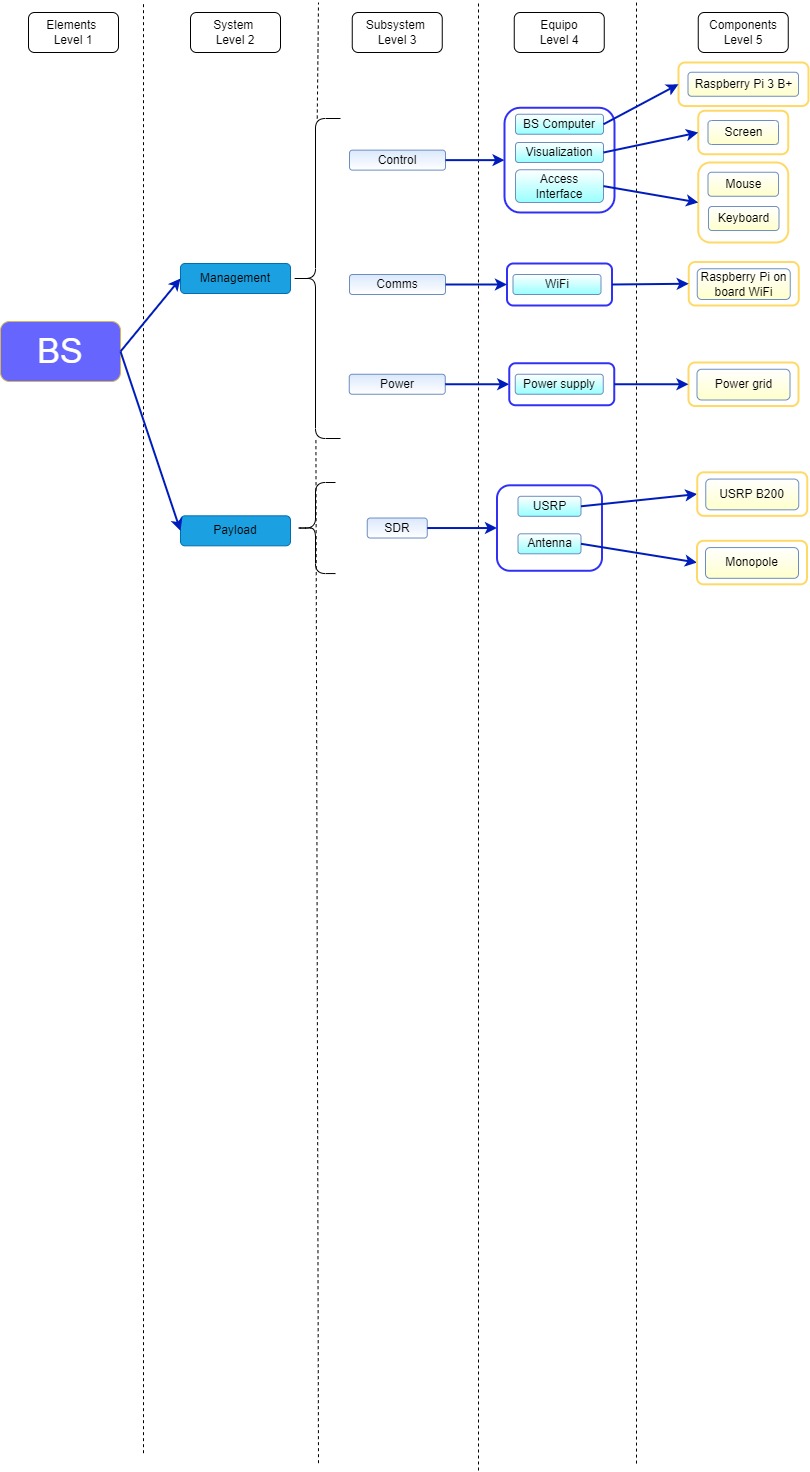 Elements
Level 1
System
Level 2
Subsystem
Level 3
Equipo
Level 4
Components
Level 5
BS
Management
Payload
Control
Comms
Power
SDR
BS Computer
Visualization
Access
Interface
WiFi
Power supply
USRP
Antenna
Raspberry Pi 3 B+
Screen
Mouse
Keyboard
Raspberry Pi on
board WiFi
Power grid
USRP B200
Monopole